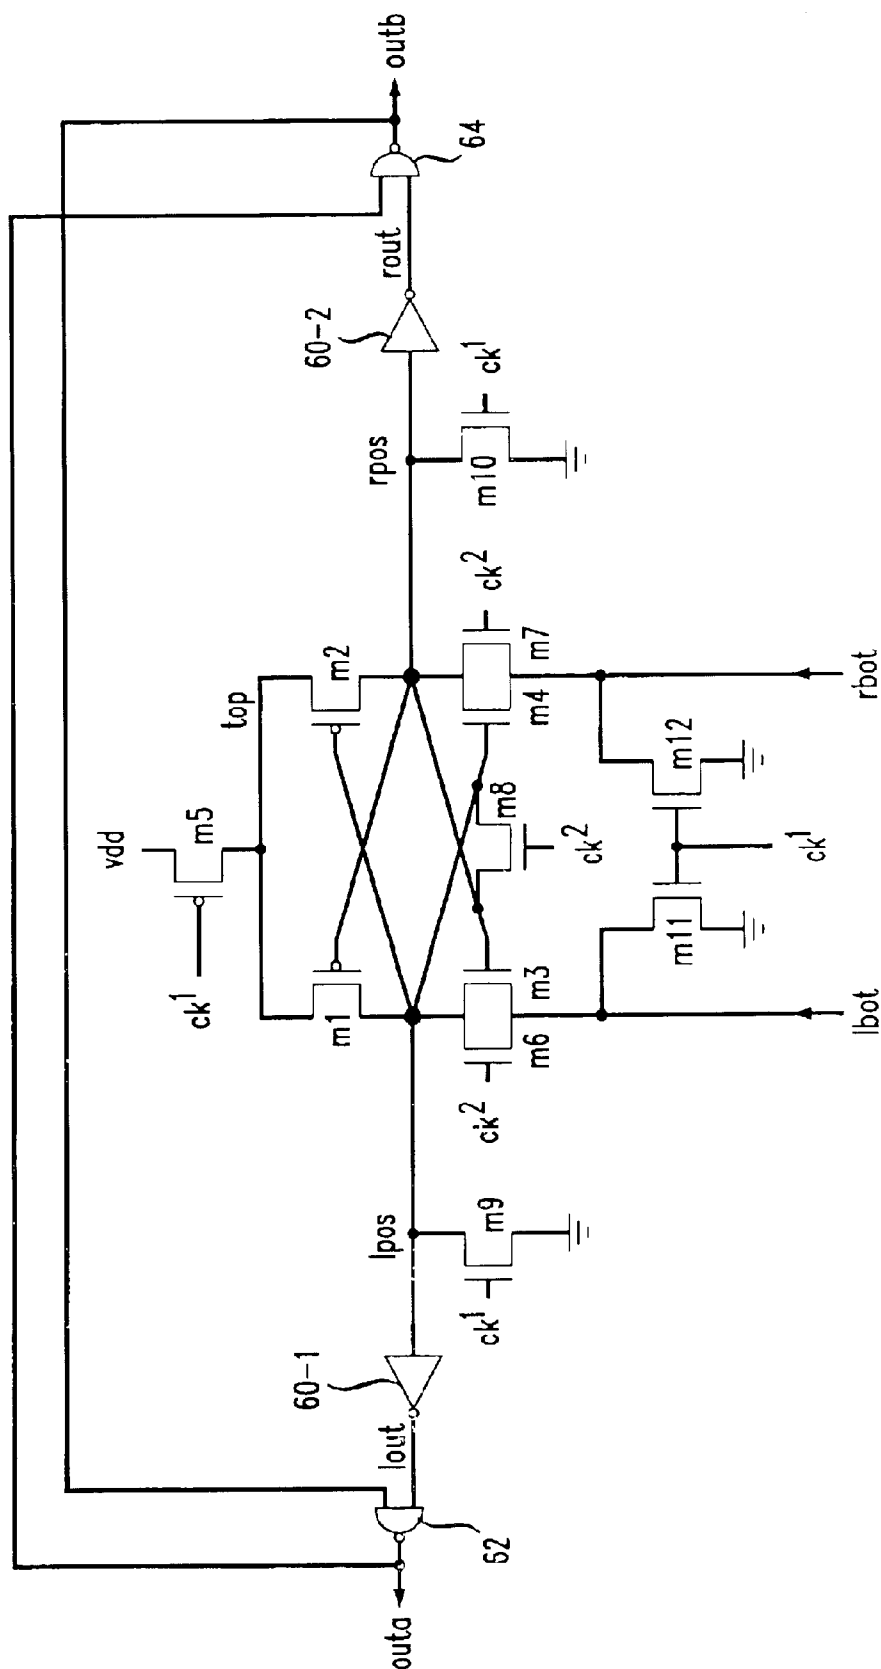 vdd
ck1
m5
top
m1
m2
outa
62
lout
60-1
lpos
ck1
m9
ck2
m6
m3
m8
ck2
m4
m7
ck2
rpos
m10
ck1
60-2
rout
64
outb
m11
m12
ck1
lbot
rbot